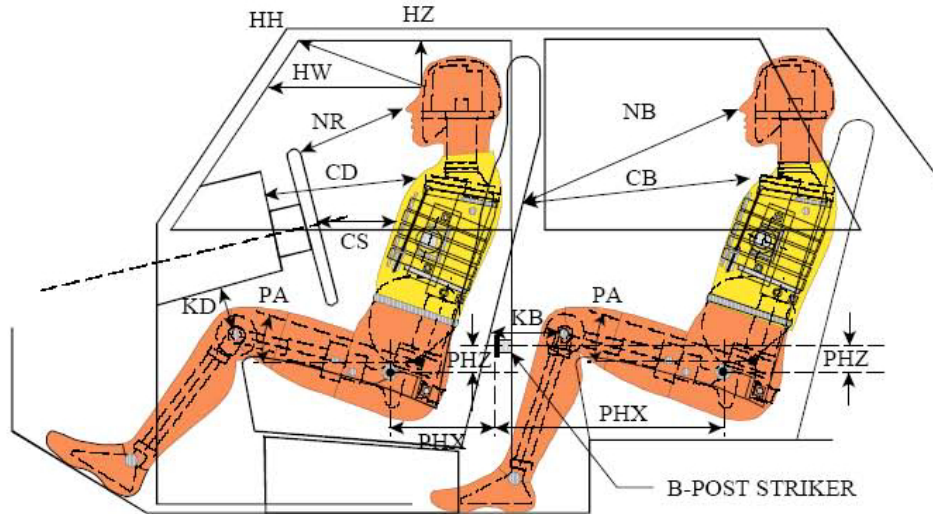 HH
HZ
HW
NR
NB
CD
CB
CS
KD
PA
KB
PA
PHZ
PHZ
PHX
PHX
B-POST STRIKER